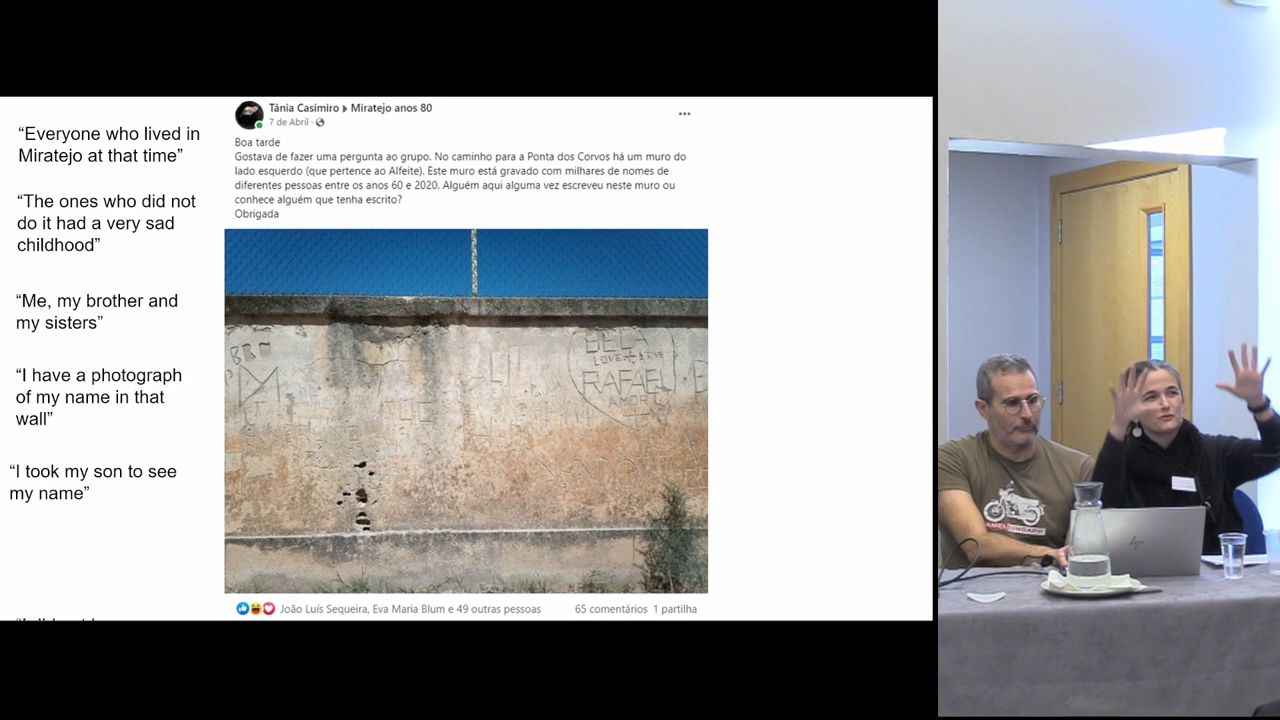 “Everyone who lived in
Miratejo at that time”
“The ones who did not
do it had a very sad
childhood”
“Me, my brother and
my sisters”
“I have a photograph
of my name in that
wall”
“I took my son to see
my name”
Tânia Casimiro Miratejo anos 80
7 de Abril ·
Boa tarde
Gostava de fazer uma pergunta ao grupo. No caminho para a Ponta dos Corvos há um muro do
lado esquerdo (que pertence ao Alfeite). Este muro está gravado com milhares de nomes de
diferentes pessoas entre os anos 60 e 2020. Alguém aqui alguma vez escreveu neste muro ou
conhece alguém que tenha escrito?
Obrigada
BELA
LOVE
RAFAEL
AMOR
João Luís Sequeira, Eva Maria Blum e 49 outras pessoas
65 comentários 1 partilha
hp